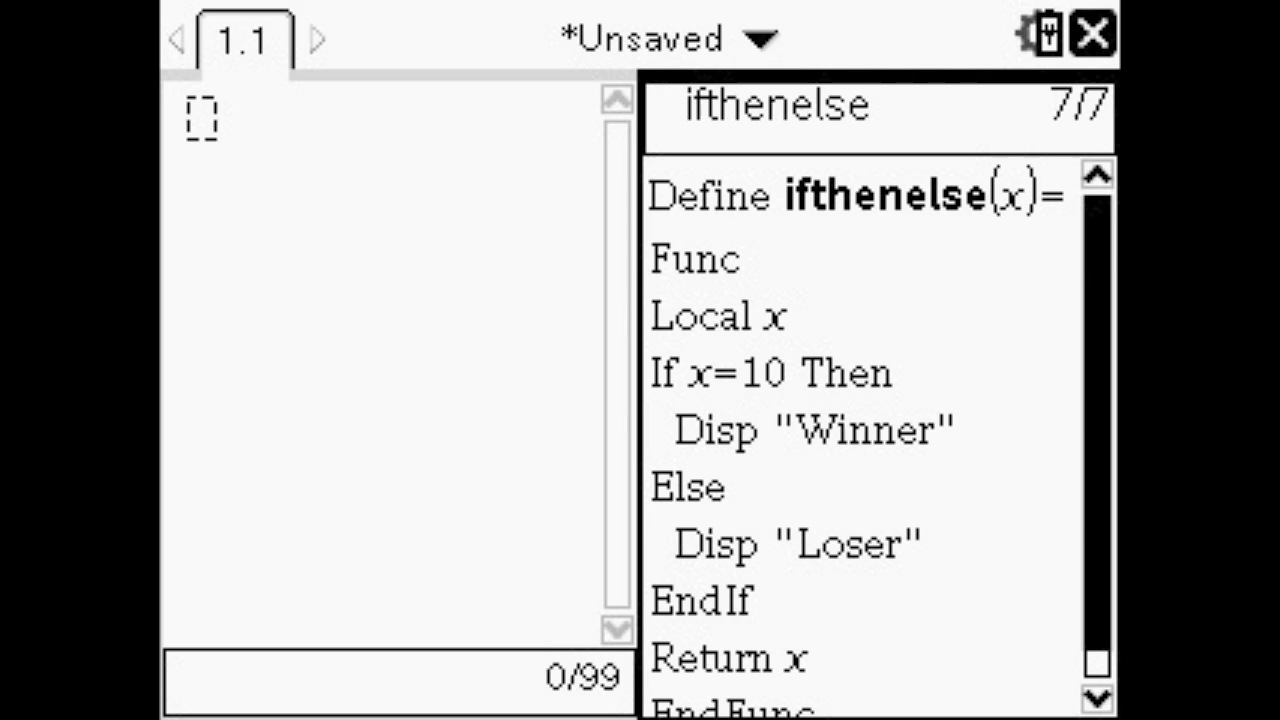 1.1
*Unsaved
0/99
ifthenelse 7/7
Define ifthenelse(x)=
Func
Local x
If x=10 Then
Disp "Winner"
Else
Disp "Loser"
EndIf
Return x
EndFunc